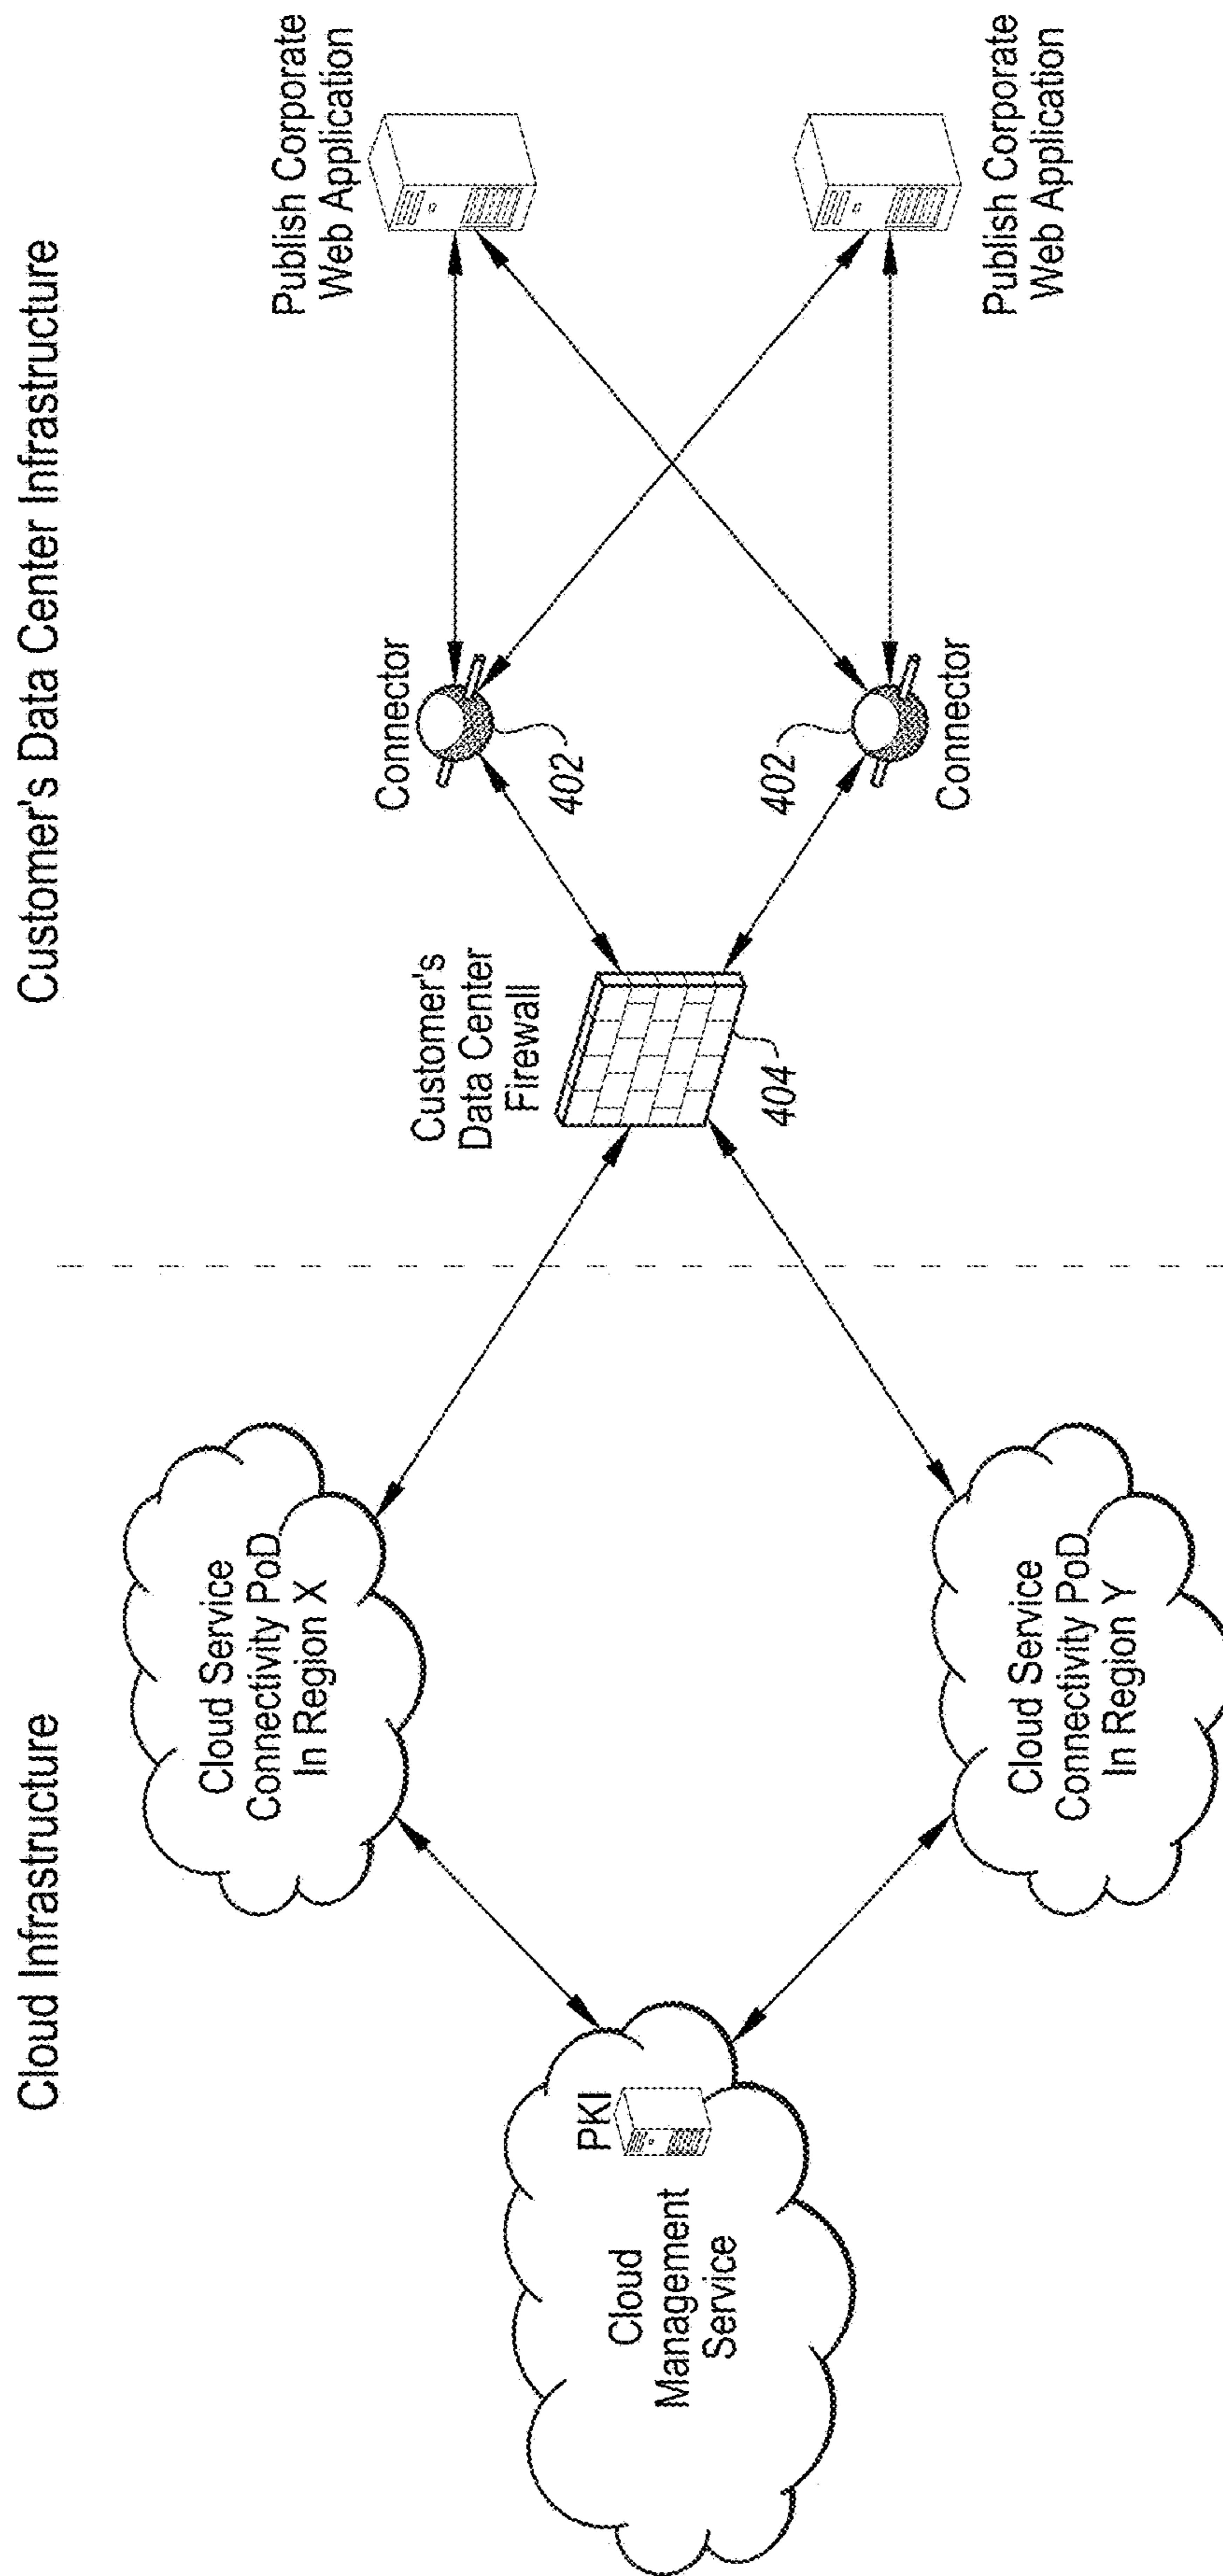 Cloud Infrastructure
Customer's Data Center Infrastructure
Cloud Service
Connectivity PoD
In Region X
PKI
Cloud
Management
Service
Cloud Service
Connectivity PoD
In Region Y
Customer's
Data Center
Firewall
404
Connector
402
402
Connector
Publish Corporate
Web Application
Publish Corporate
Web Application